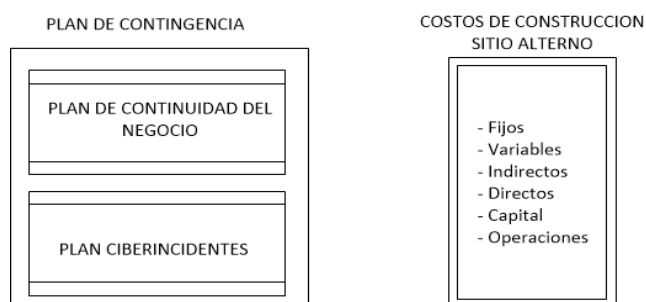 PLAN DE CONTINGENCIA
PLAN DE CONTINUIDAD DEL
NEGOCIO
PLAN CIBERINCIDENTES
COSTOS DE CONSTRUCCION
SITIO ALTERNO
- Fijos
- Variables
- Indirectos
- Directos
- Capital
- Operaciones